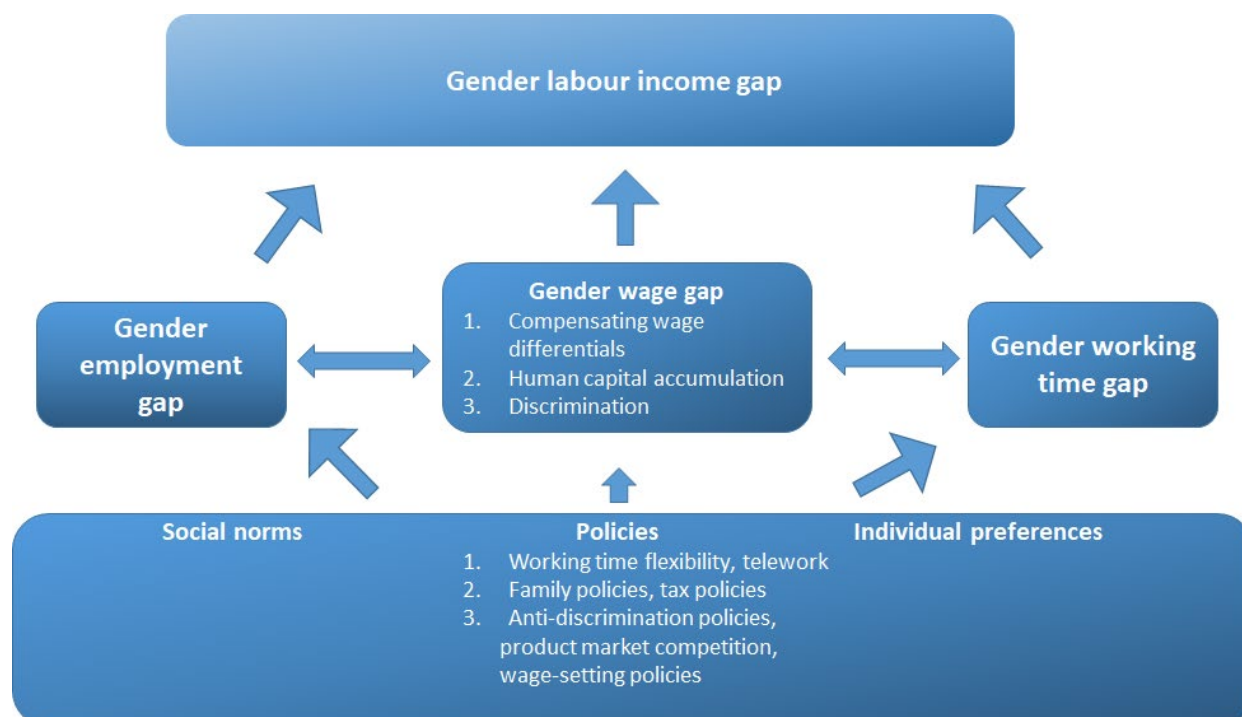 Gender labour income gap
Gender
employment
gap
Gender wage gap
1. Compensating wage
differentials
2. Human capital accumulation
3. Discrimination
Gender working
time gap
Social norms
Policies
1. Working time flexibility, telework
2. Family policies, tax policies
3. Anti-discrimination policies,
product market competition,
wage-setting policies
Individual preferences